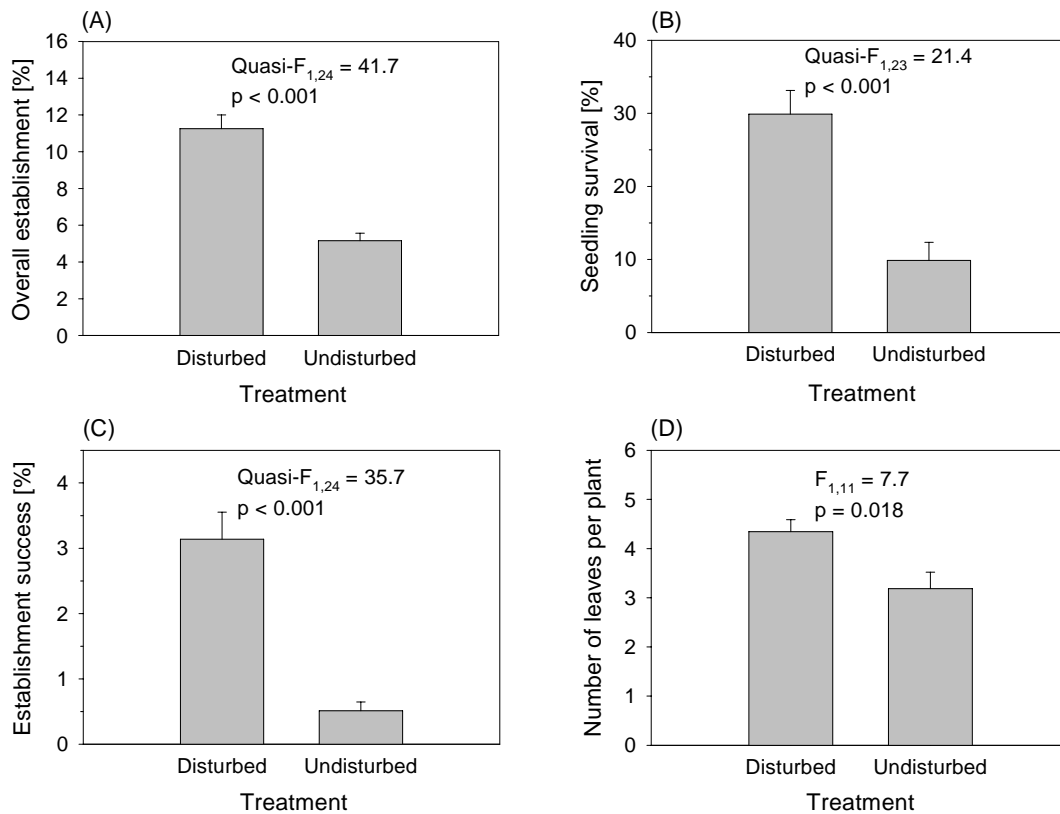 (A)
Overall establishment [%]
16
14
12
10
8
6
4
2
0
Quasi-F1,24 = 41.7
p < 0.001
Disturbed Undisturbed
Treatment
(B)
Seedling survival [%]
40
30
20
10
0
Quasi-F1,23 = 21.4
p < 0.001
Disturbed Undisturbed
Treatment
(C)
Establishment success [%]
4
3
2
1
0
Quasi-F1,24 = 35.7
p < 0.001
Disturbed Undisturbed
Treatment
(D)
Number of leaves per plant
6
5
4
3
2
1
0
F1,11 = 7.7
p = 0.018
Disturbed Undisturbed
Treatment